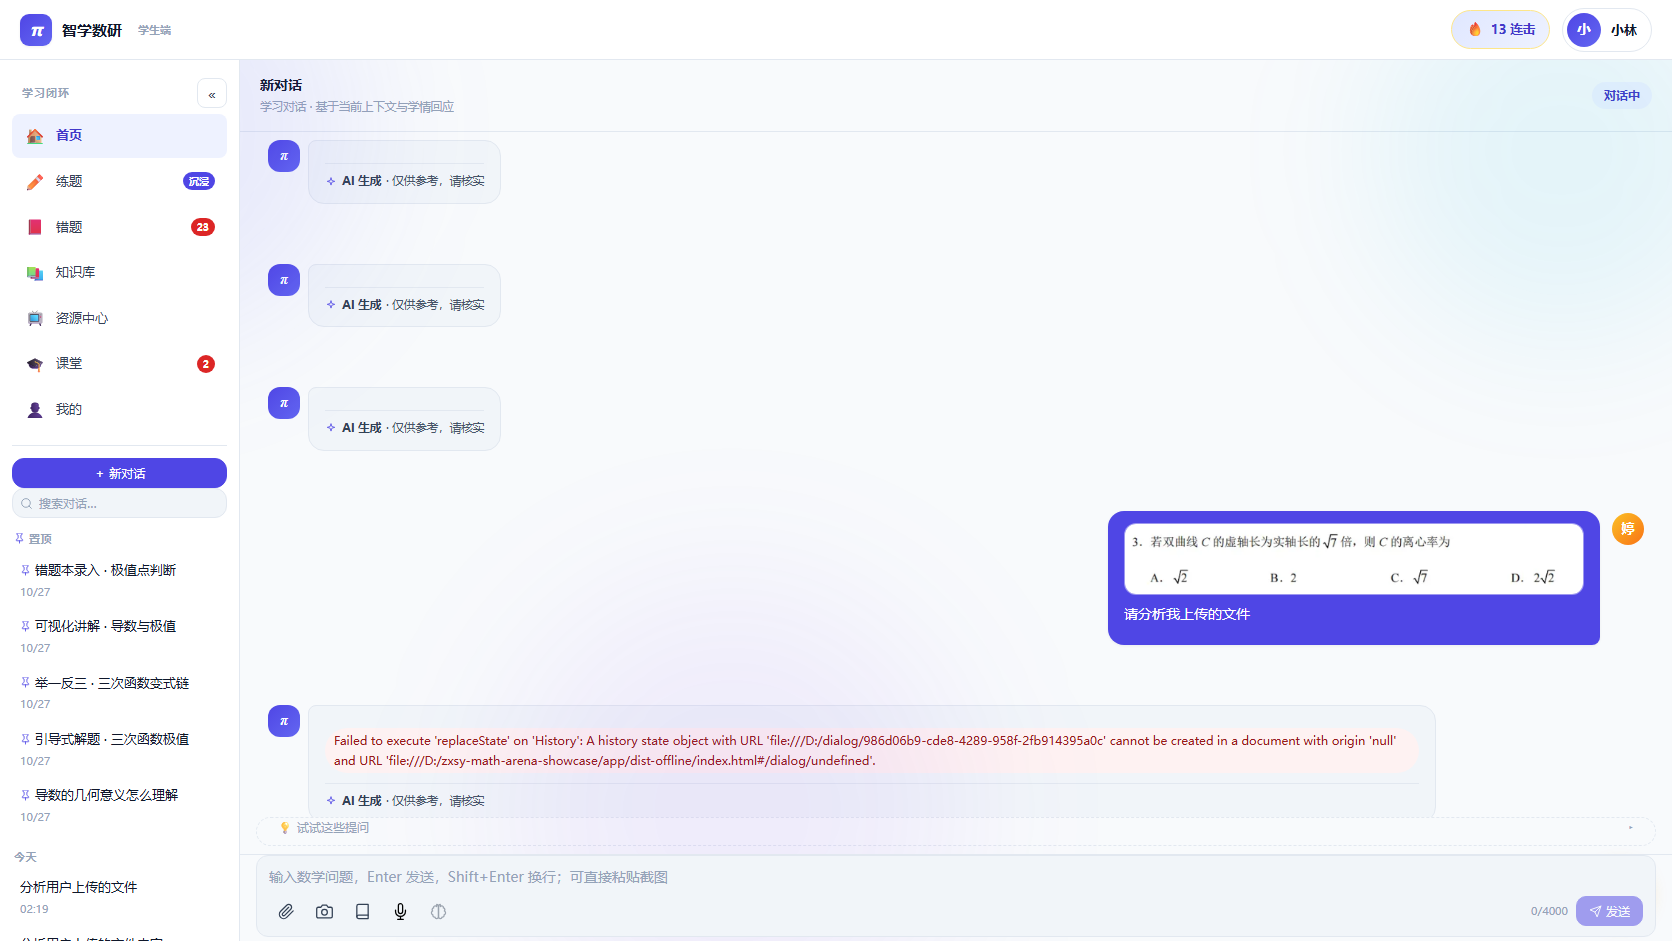 π 智学数研 学生端
13 连击
小 小林
学习闭环 «
首页
练题 沉浸
错题 23
知识库
资源中心
课堂 2
我的
+ 新对话
搜索对话...
置顶
错题本录入 · 极值点判断
10/27
可视化讲解 · 导数与极值
10/27
举一反三 · 三次函数变式链
10/27
引导式解题 · 三次函数极值
10/27
导数的几何意义怎么理解
10/27
今天
分析用户上传的文件
02:19
新对话
学习对话 · 基于当前上下文与学情回应
对话中
π
AI 生成 · 仅供参考，请核实
π
AI 生成 · 仅供参考，请核实
π
AI 生成 · 仅供参考，请核实
婷
3. 若双曲线 C 的虚轴长为实轴长的 √7 倍，则 C 的离心率为
A. √2 B. 2 C. √7 D. 2√2
请分析我上传的文件
π
Failed to execute 'replaceState' on 'History': A history state object with URL 'file:///D:/dialog/986d06b9-cde8-4289-958f-2fb914395a0c' cannot be created in a document with origin 'null'
and URL 'file:///D:/zxsy-math-arena-showcase/app/dist-offline/index.html#/dialog/undefined'.
AI 生成 · 仅供参考，请核实
试试这些提问
输入数学问题，Enter 发送，Shift+Enter 换行；可直接粘贴截图
0/4000 发送